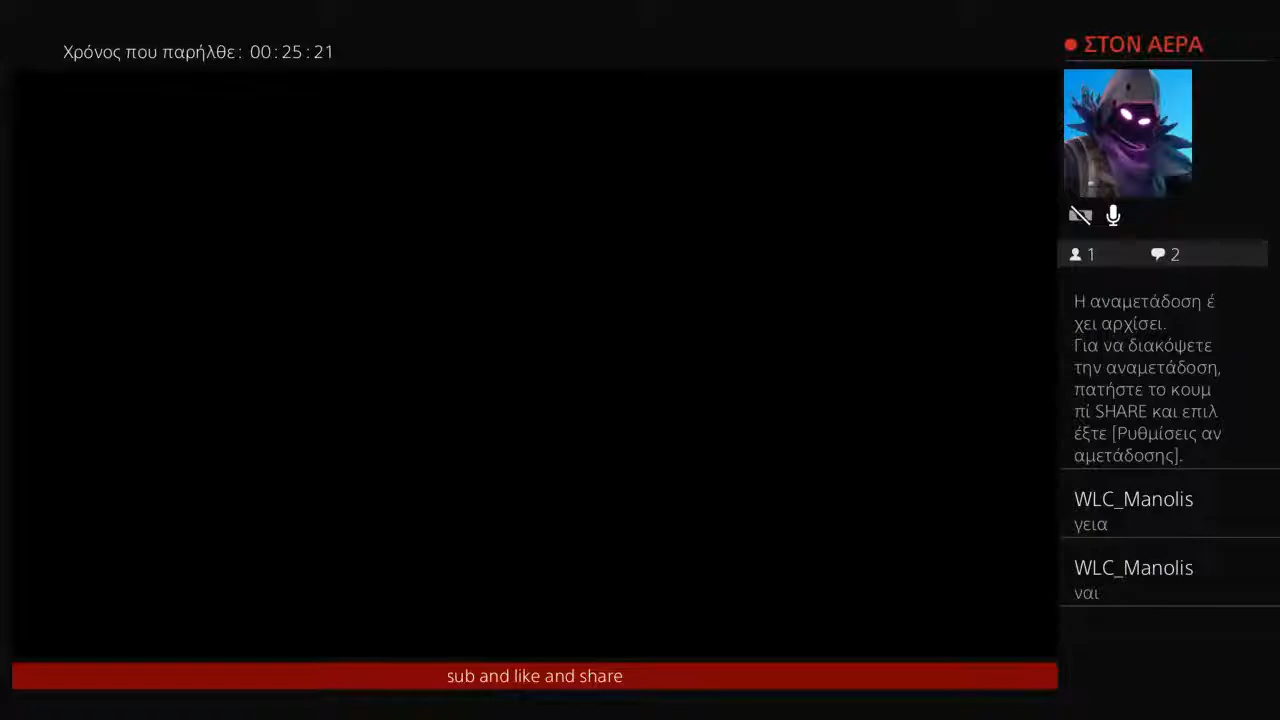 Χρόνος που παρήλθε: 00:25:21
ΣΤΟΝ ΑΕΡΑ
1
2
Η αναμετάδοση έ
χει αρχίσει.
Για να διακόψετε
την αναμετάδοση,
πατήστε το κουμ
πί SHARE και επιλ
έξτε [Ρυθμίσεις αν
αμετάδοσης].
WLC_Manolis
γεια
WLC_Manolis
ναι
sub and like and share